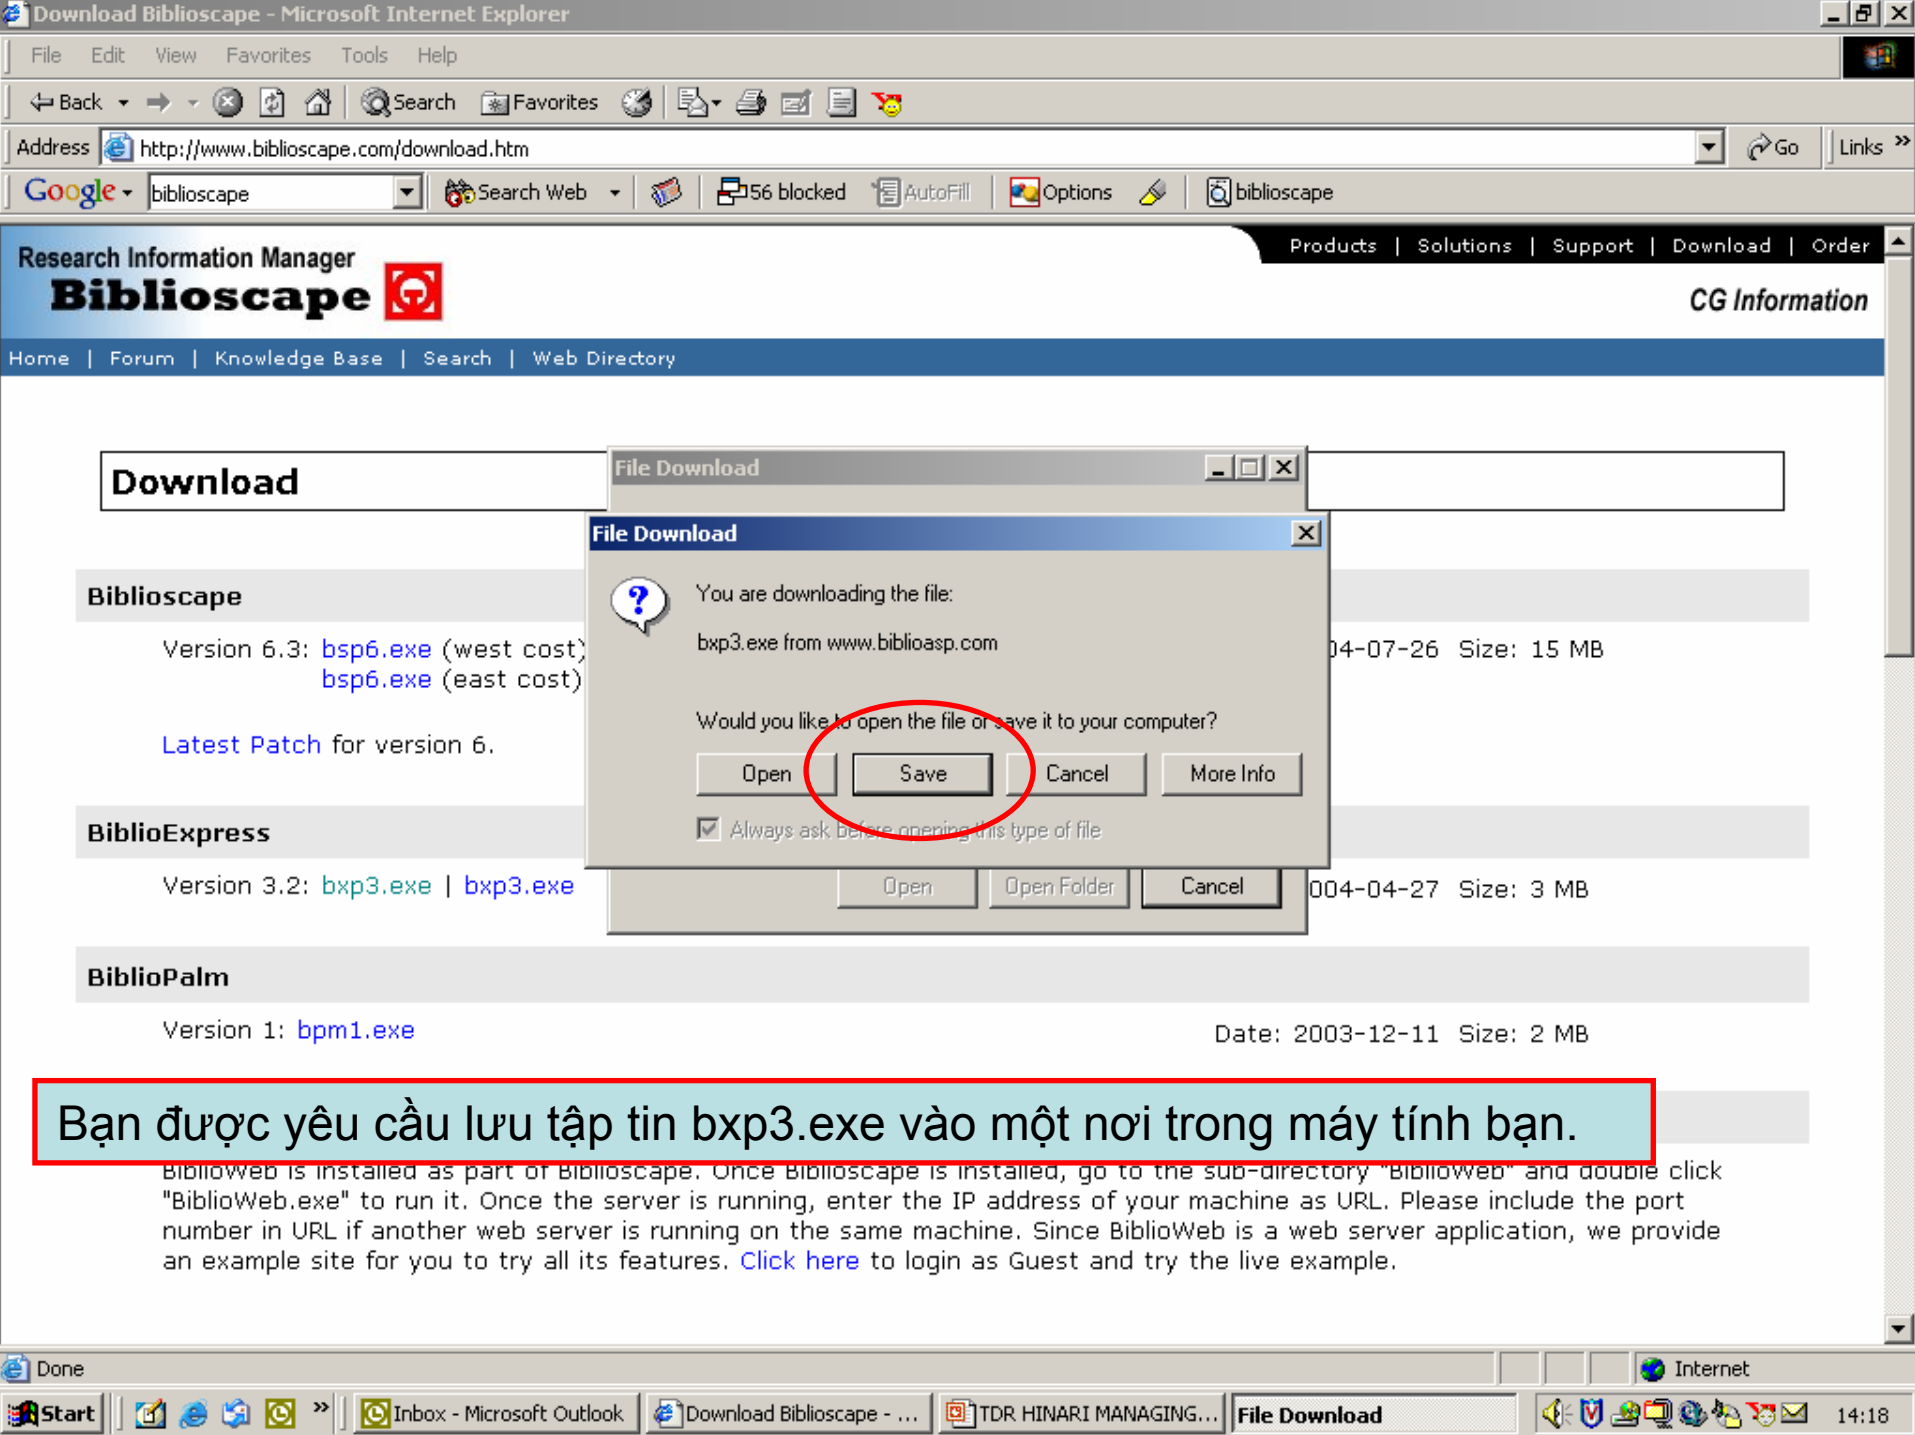 Download Biblioscape - Microsoft Internet Explorer
File Edit View Favorites Tools Help
Back Search Favorites
Address http://www.biblioscape.com/download.htm Go Links »
Google biblioscape Search Web 56 blocked AutoFill Options biblioscape
Products | Solutions | Support | Download | Order
Research Information Manager
Biblioscape
CG Information
Home | Forum | Knowledge Base | Search | Web Directory
Download
File Download
File Download
You are downloading the file:
bxp3.exe from www.biblioasp.com
Would you like to open the file or save it to your computer?
Open Save Cancel More Info
Always ask before opening this type of file
Open Open Folder Cancel
Biblioscape
Version 6.3: bsp6.exe (west cost) 04-07-26 Size: 15 MB
bsp6.exe (east cost)
Latest Patch for version 6.
BiblioExpress
Version 3.2: bxp3.exe | bxp3.exe 004-04-27 Size: 3 MB
BiblioPalm
Version 1: bpm1.exe Date: 2003-12-11 Size: 2 MB
Bạn được yêu cầu lưu tập tin bxp3.exe vào một nơi trong máy tính bạn.
BiblioWeb is installed as part of Biblioscape. Once Biblioscape is installed, go to the sub-directory "BiblioWeb" and double click
"BiblioWeb.exe" to run it. Once the server is running, enter the IP address of your machine as URL. Please include the port
number in URL if another web server is running on the same machine. Since BiblioWeb is a web server application, we provide
an example site for you to try all its features. Click here to login as Guest and try the live example.
Done Internet
Start » Inbox - Microsoft Outlook Download Biblioscape - ... TDR HINARI MANAGING... File Download 14:18